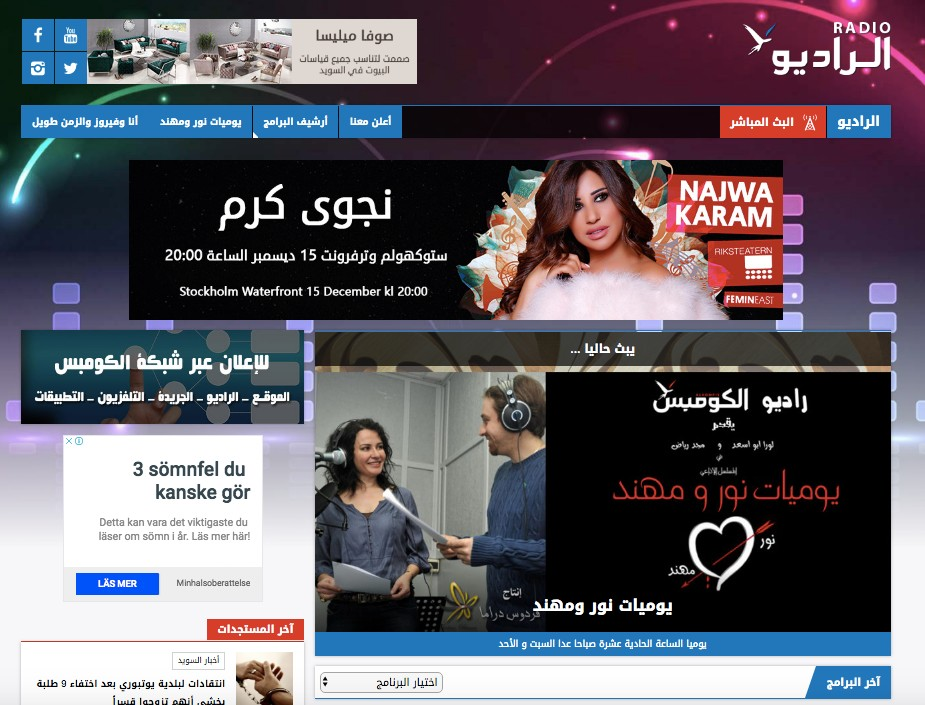 RADIO
الراديو
صوفا ميليسا
صممت لتناسب جميع قياسات
البيوت في السويد
You
Tube
الراديو
البث المباشر
أعلن معنا
أرشيف البرامج
يوميات نور ومهند
أنا وفيروز والزمن طويل
نجوى كرم
ستوكهولم وترفرونت 15 ديسمبر الساعة 20:00
Stockholm Waterfront 15 December kl 20:00
NAJWA
KARAM
RIKSTEATERN
FEMINEAST
يبث حاليا ...
راديو الكومبس
يقدم
لورا ابو اسعد و مجد رياض
في
المسلسل الإذاعي
يوميات نور و مهند
نور
مهند
إنتاج
فردوس دراما
يوميات نور ومهند
يوميا الساعة الحادية عشرة صباحا عدا السبت و الأحد
آخر البرامج
اختيار البرنامج
للإعلان عبر شبكة الكومبس
الموقع ـ الراديو ـ الجريدة ـ التلفزيون ـ التطبيقات
3 sömnfel du
kanske gör
Detta kan vara det viktigaste du
läser om sömn i år. Läs mer här!
LÄS MER
Minhalsoberattelse
آخر المستجدات
أخبار السويد
انتقادات لبلدية يوتبوري بعد اختفاء 9 طلبة
يخشى أنهم تزوجوا قسراً